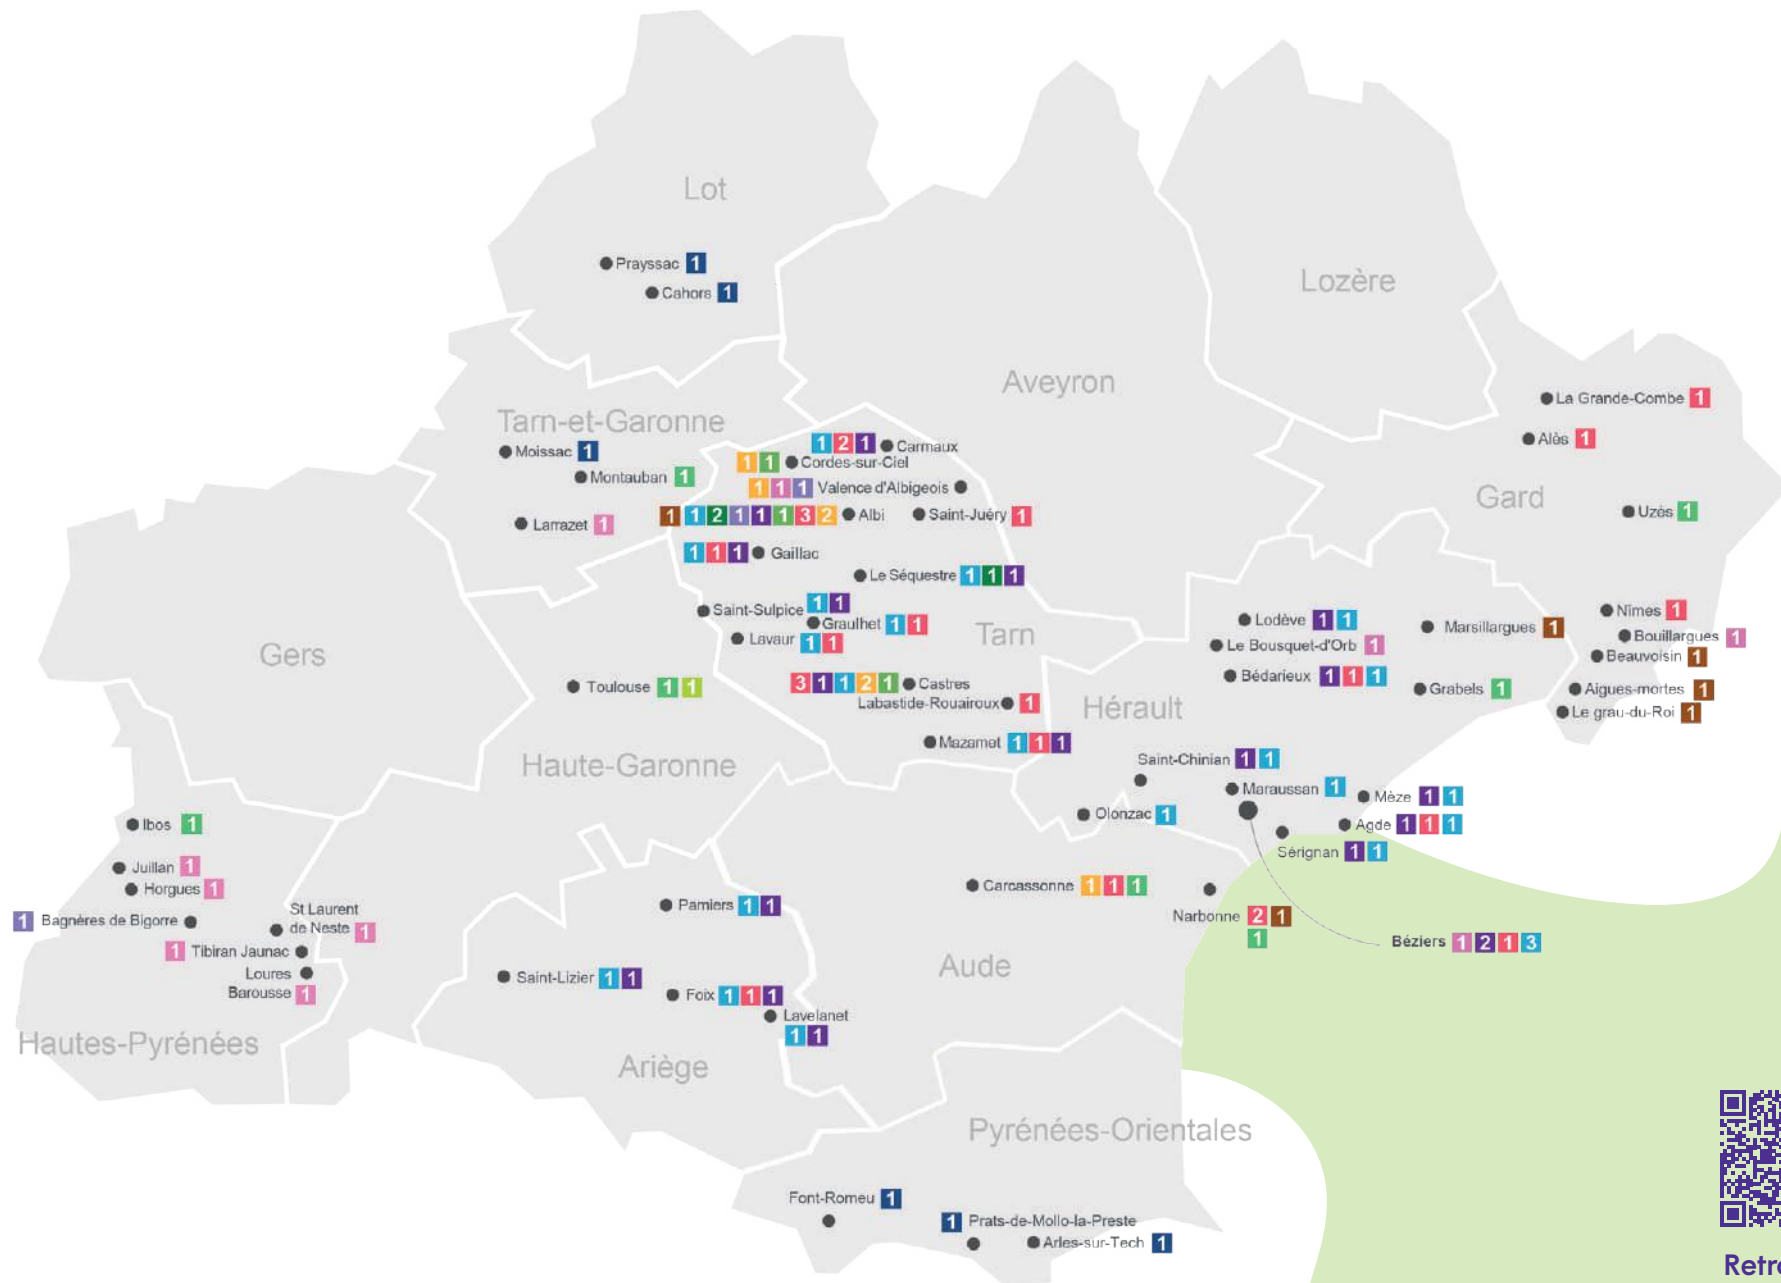 Lot
Prayssac 1
Cahors 1
Lozère
Aveyron
La Grande-Combe 1
Alès 1
Tarn-et-Garonne
Moissac 1
Montauban 1
Larrazet 1
1 2 1 Carmaux
1 1 Cordes-sur-Ciel
1 1 1 Valence d'Albigeois
1 1 2 1 1 1 3 2 Albi
Saint-Juéry 1
Gard
Uzès 1
1 1 1 Gaillac
Le Séquestre 1 1 1
Saint-Sulpice 1 1
Graulhet 1 1
Lavaur 1 1
Tarn
Gers
Lodève 1 1
Le Bousquet-d'Orb 1
Bédarieux 1 1 1
Marsillargues 1
Grabels 1
Nîmes 1
Bouillargues 1
Beauvoisin 1
Aigues-mortes 1
Le grau-du-Roi 1
Toulouse 1 1
3 1 1 2 1 Castres
Labastide-Rouairoux 1
Mazamet 1 1 1
Hérault
Haute-Garonne
Saint-Chinian 1 1
Maraussan 1
Olonzac 1
Mèze 1 1
Agde 1 1 1
Sérignan 1 1
Ibos 1
Juillan 1
Horgues 1
1 Bagnères de Bigorre
St Laurent
de Neste 1
1 Tibiran Jaunac
Loures
Barousse 1
Hautes-Pyrénées
Pamiers 1 1
Carcassonne 1 1 1
Narbonne 2 1
1
Béziers 1 2 1 3
Saint-Lizier 1 1
Foix 1 1 1
Lavelanet
1 1
Aude
Ariège
Pyrénées-Orientales
Font-Romeu 1
1 Prats-de-Mollo-la-Preste
Arles-sur-Tech 1